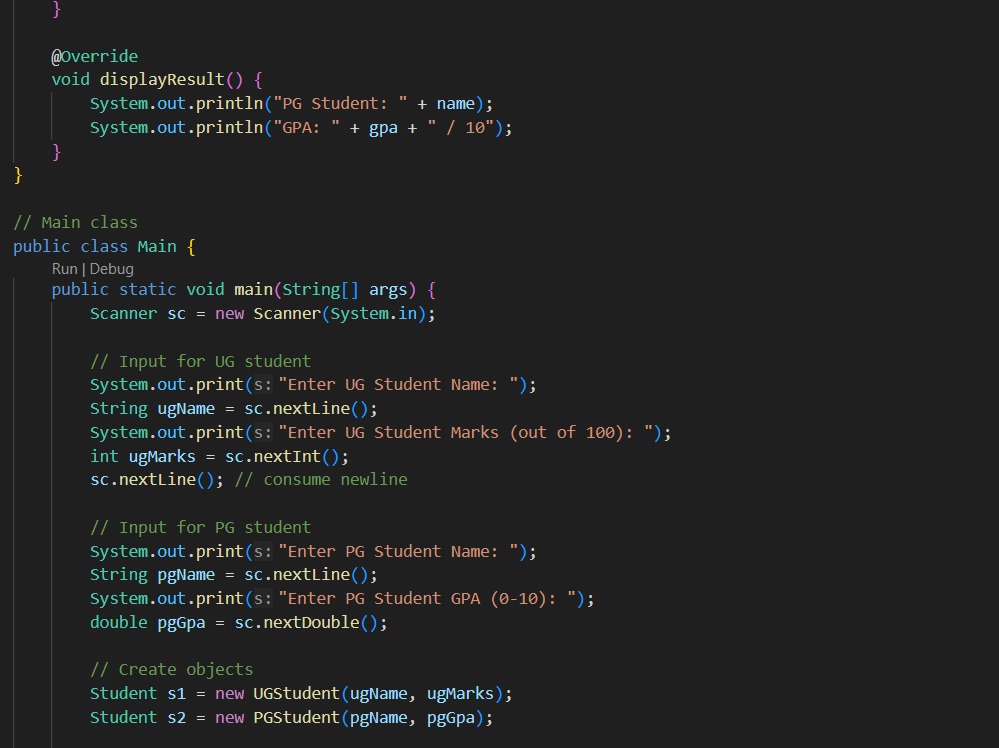 }

    @Override
    void displayResult() {
        System.out.println("PG Student: " + name);
        System.out.println("GPA: " + gpa + " / 10");
    }
}

// Main class
public class Main {
    Run | Debug
    public static void main(String[] args) {
        Scanner sc = new Scanner(System.in);

        // Input for UG student
        System.out.print(s: "Enter UG Student Name: ");
        String ugName = sc.nextLine();
        System.out.print(s: "Enter UG Student Marks (out of 100): ");
        int ugMarks = sc.nextInt();
        sc.nextLine(); // consume newline

        // Input for PG student
        System.out.print(s: "Enter PG Student Name: ");
        String pgName = sc.nextLine();
        System.out.print(s: "Enter PG Student GPA (0-10): ");
        double pgGpa = sc.nextDouble();

        // Create objects
        Student s1 = new UGStudent(ugName, ugMarks);
        Student s2 = new PGStudent(pgName, pgGpa);